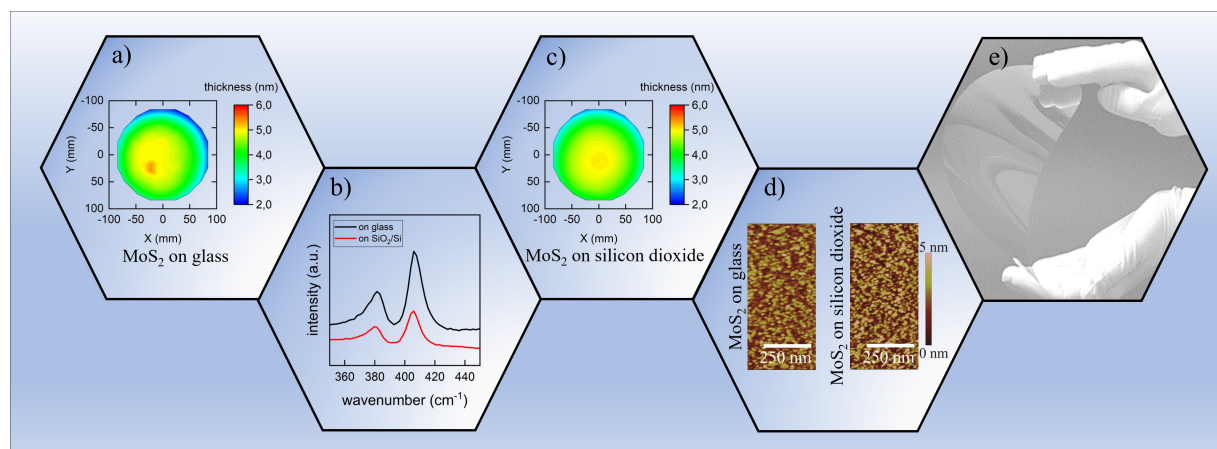 a)
thickness (nm)
-100
-50
0
50
100
Y (mm)
-100 -50 0 50 100
X (mm)
6,0
5,0
4,0
3,0
2,0
MoS₂ on glass
b)
on glass
on SiO₂/Si
intensity (a.u.)
360 380 400 420 440
wavenumber (cm⁻¹)
c)
thickness (nm)
-100
-50
0
50
100
Y (mm)
-100 -50 0 50 100
X (mm)
6,0
5,0
4,0
3,0
2,0
MoS₂ on silicon dioxide
d)
MoS₂ on glass
250 nm
MoS₂ on silicon dioxide
250 nm
5 nm
0 nm
e)